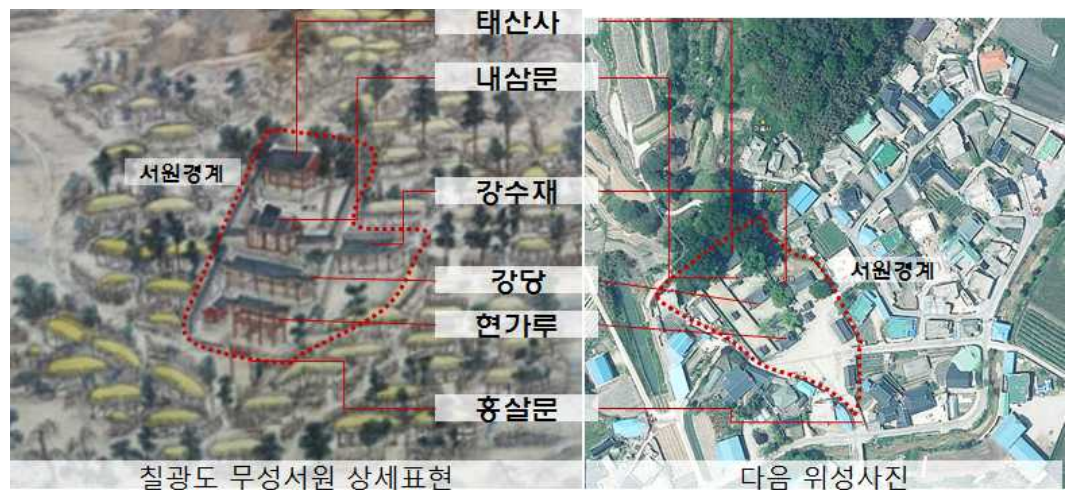 태산사
내삼문
서원경계
강수재
강당
서원경계
현가루
홍살문
칠광도 무성서원 상세표현
다음 위성사진